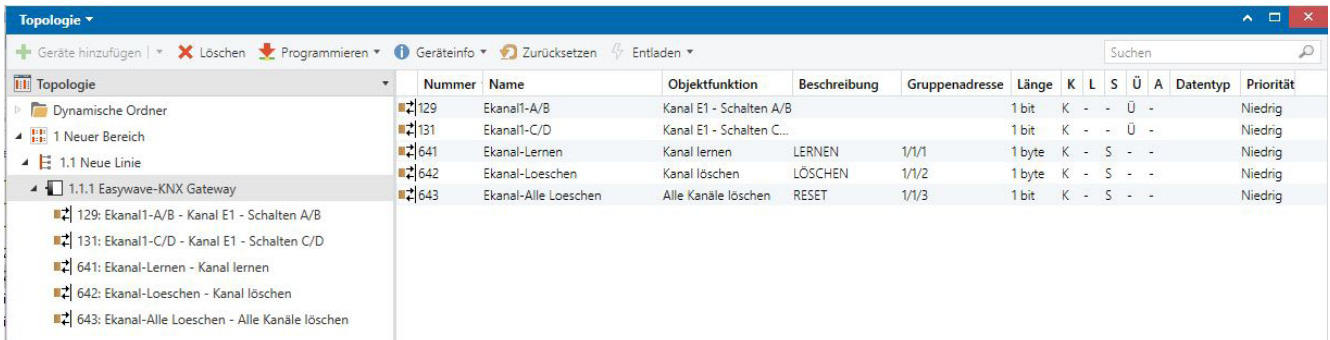 Topologie
Geräte hinzufügen Löschen Programmieren Geräteinfo Zurücksetzen Entladen Suchen
Topologie
Dynamische Ordner
1 Neuer Bereich
1.1 Neue Linie
1.1.1 Easywave-KNX Gateway
129: Ekanal1-A/B - Kanal E1 - Schalten A/B
131: Ekanal1-C/D - Kanal E1 - Schalten C/D
641: Ekanal-Lernen - Kanal lernen
642: Ekanal-Loeschen - Kanal löschen
643: Ekanal-Alle Loeschen - Alle Kanäle löschen
Nummer Name Objektfunktion Beschreibung Gruppenadresse Länge K L S Ü A Datentyp Priorität
129 Ekanal1-A/B Kanal E1 - Schalten A/B 1 bit K - - Ü - Niedrig
131 Ekanal1-C/D Kanal E1 - Schalten C... 1 bit K - - Ü - Niedrig
641 Ekanal-Lernen Kanal lernen LERNEN 1/1/1 1 byte K - S - - Niedrig
642 Ekanal-Loeschen Kanal löschen LÖSCHEN 1/1/2 1 byte K - S - - Niedrig
643 Ekanal-Alle Loeschen Alle Kanäle löschen RESET 1/1/3 1 bit K - S - - Niedrig